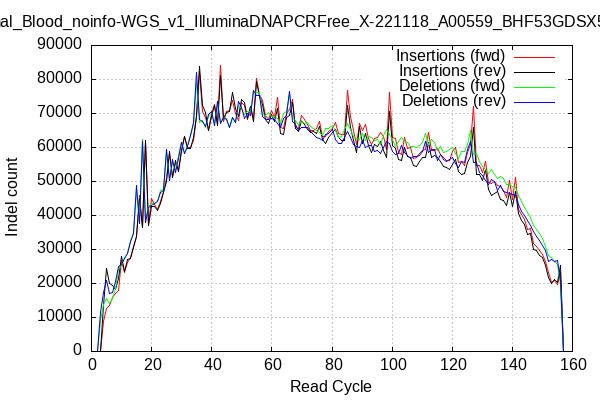 al_Blood_noinfo-WGS_v1_IlluminaDNAPCRFree_X-221118_A00559_BHF53GDSX5
Insertions (fwd)
Insertions (rev)
Deletions (fwd)
Deletions (rev)
90000
80000
70000
60000
50000
40000
30000
20000
10000
0
Indel count
0 20 40 60 80 100 120 140 160
Read Cycle